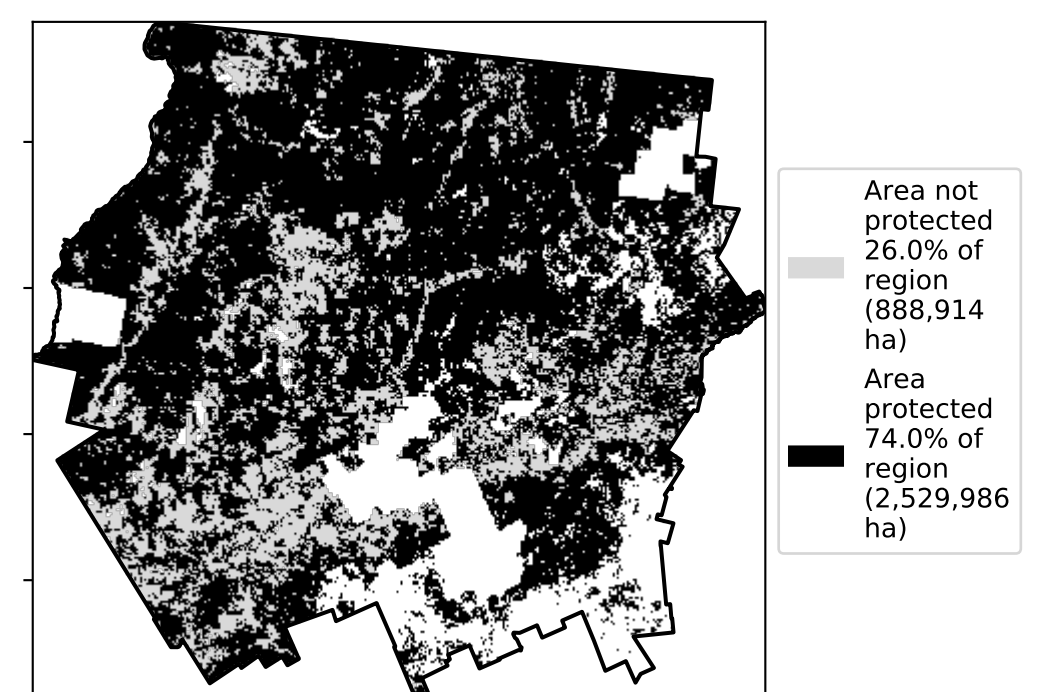 Area not
protected
26.0% of
region
(888,914
ha)
Area
protected
74.0% of
region
(2,529,986
ha)